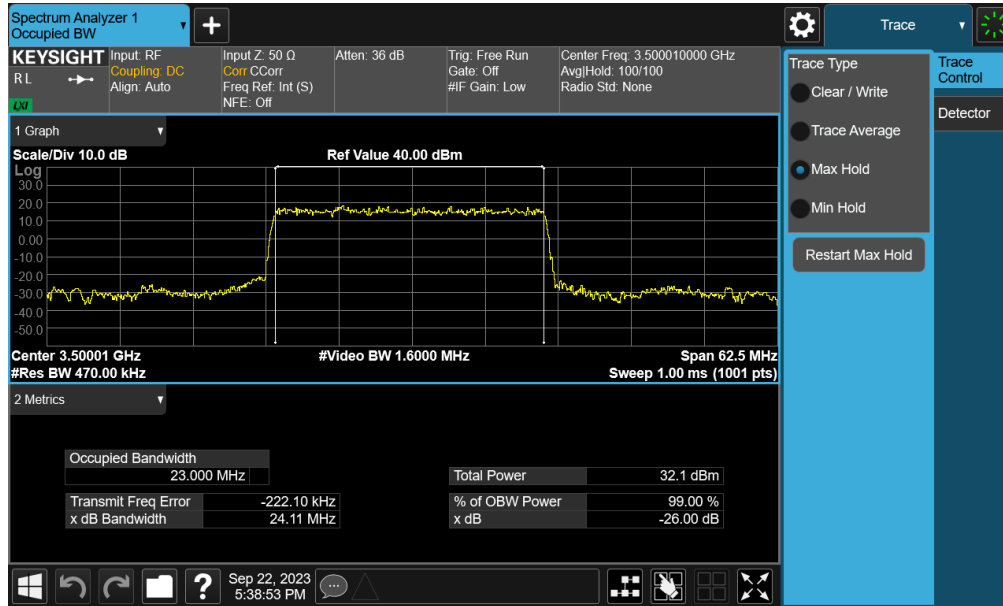 Spectrum Analyzer 1
Occupied BW
+
Trace
KEYSIGHT
R L
LXI
Input: RF
Coupling: DC
Align: Auto
Input Z: 50 Ω
Corr CCorr
Freq Ref: Int (S)
NFE: Off
Atten: 36 dB
Trig: Free Run
Gate: Off
#IF Gain: Low
Center Freq: 3.500010000 GHz
Avg|Hold: 100/100
Radio Std: None
Trace Type
Clear / Write
Trace Average
Max Hold
Min Hold
Restart Max Hold
Trace
Control
Detector
1 Graph
Scale/Div 10.0 dB
Ref Value 40.00 dBm
Log
30.0
20.0
10.0
0.00
-10.0
-20.0
-30.0
-40.0
-50.0
Center 3.50001 GHz
#Video BW 1.6000 MHz
Span 62.5 MHz
#Res BW 470.00 kHz
Sweep 1.00 ms (1001 pts)
2 Metrics
Occupied Bandwidth
23.000 MHz
Total Power 32.1 dBm
Transmit Freq Error -222.10 kHz
% of OBW Power 99.00 %
x dB Bandwidth 24.11 MHz
x dB -26.00 dB
?
Sep 22, 2023
5:38:53 PM